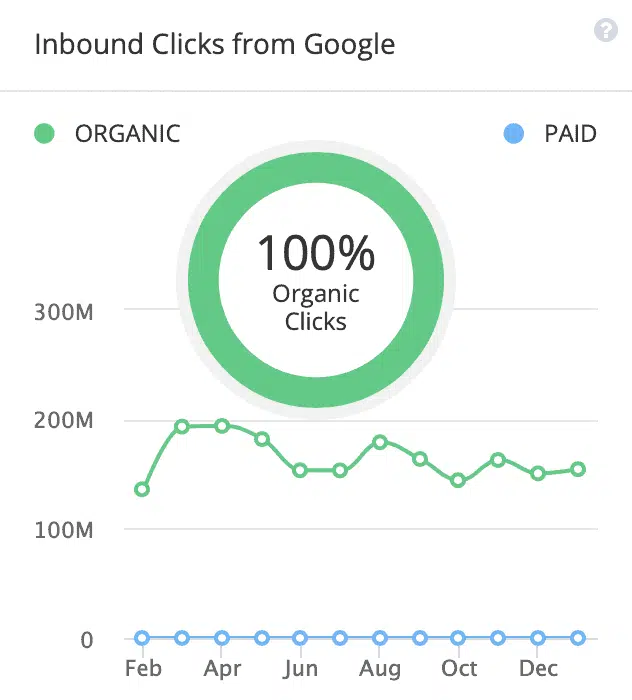 Inbound Clicks from Google
?
ORGANIC
PAID
100%
Organic
Clicks
300M
200M
100M
0
Feb Apr Jun Aug Oct Dec